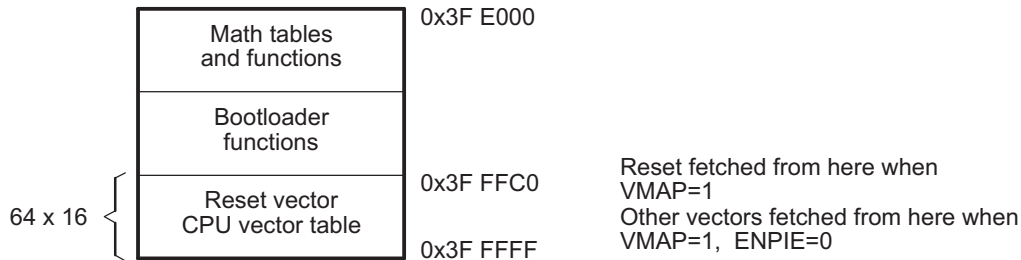 0x3F E000
Math tables
and functions
Bootloader
functions
0x3F FFC0
64 x 16
Reset vector
CPU vector table
0x3F FFFF
Reset fetched from here when
VMAP=1
Other vectors fetched from here when
VMAP=1, ENPIE=0